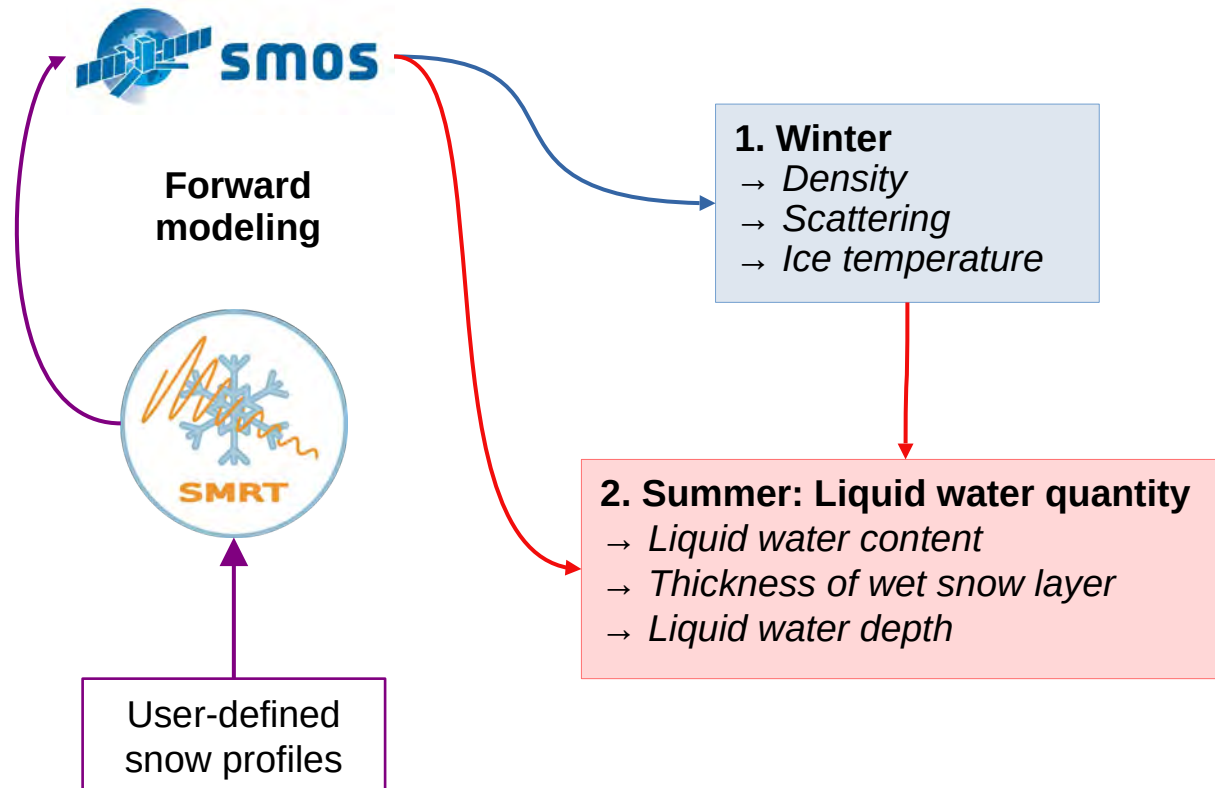 smos
Forward
modeling
SMRT
User-defined
snow profiles
1. Winter
→ Density
→ Scattering
→ Ice temperature
2. Summer: Liquid water quantity
→ Liquid water content
→ Thickness of wet snow layer
→ Liquid water depth